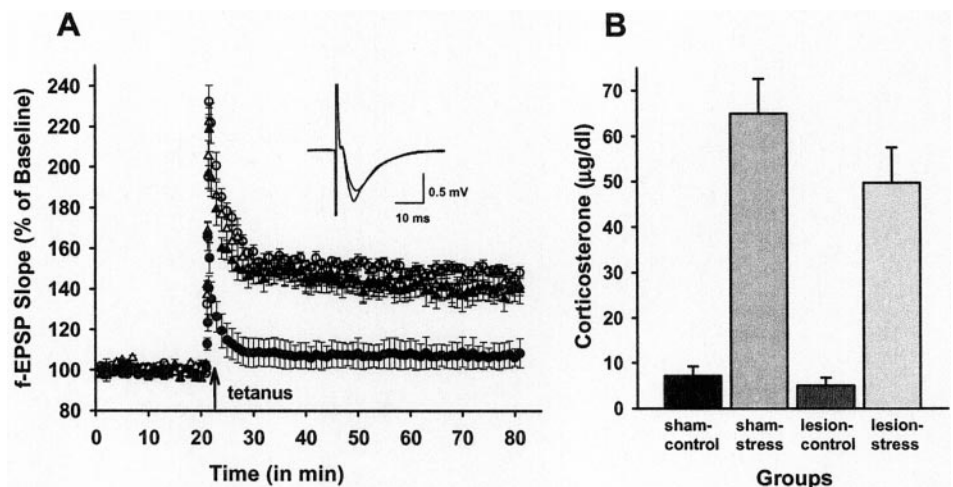 A
f-EPSP Slope (% of Baseline)
240
220
200
180
160
140
120
100
80
0.5 mV
10 ms
tetanus
0 10 20 30 40 50 60 70 80 90
Time (in min)
B
Corticosterone (µg/dl)
70
60
50
40
30
20
10
0
sham- sham- lesion- lesion-
control stress control stress
Groups